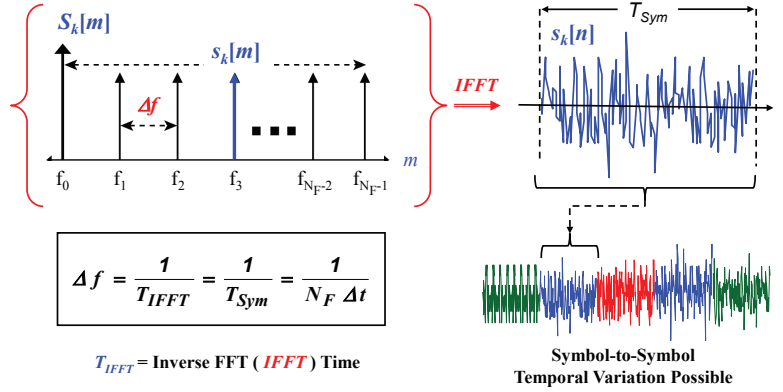 S_k[m]
s_k[m]
Δf
m
f_0 f_1 f_2 f_3 f_{N_F-2} f_{N_F-1}
IFFT
T_Sym
s_k[n]
Δf = 1/T_IFFT = 1/T_Sym = 1/(N_F Δt)
T_IFFT = Inverse FFT ( IFFT ) Time
Symbol-to-Symbol
Temporal Variation Possible